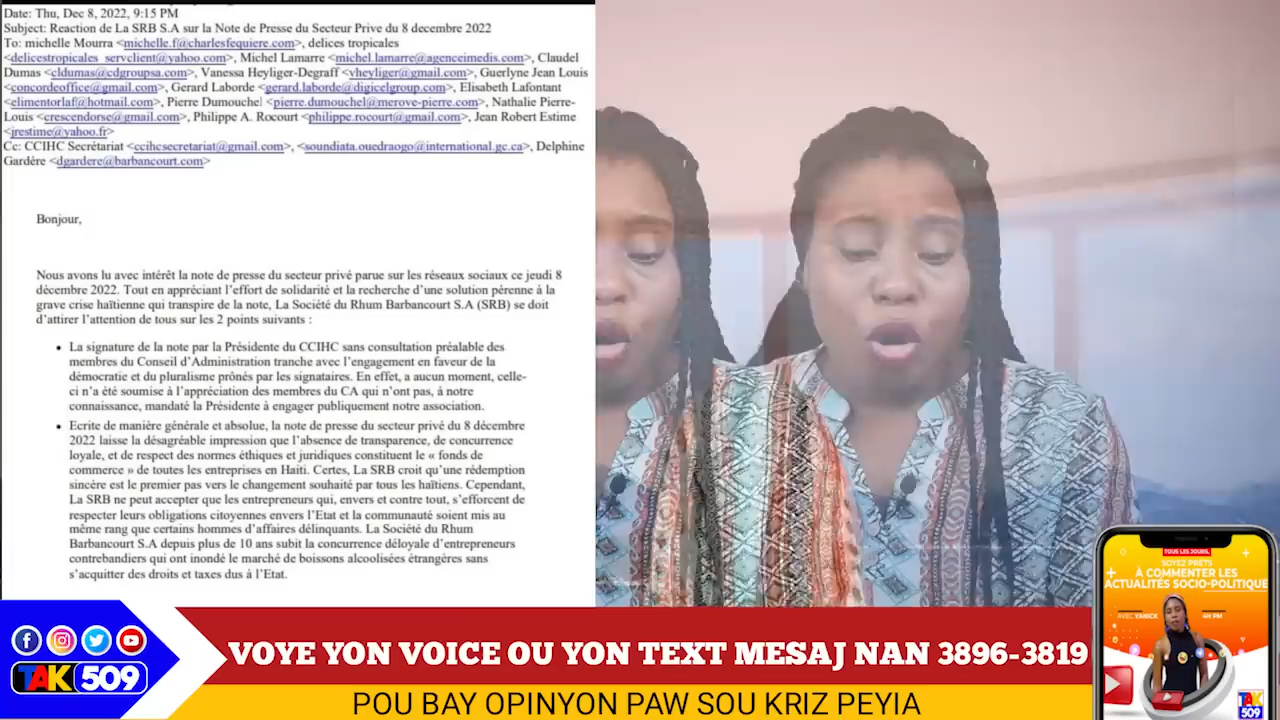 Date: Thu, Dec 8, 2022, 9:15 PM
Subject: Reaction de La SRB S.A sur la Note de Presse du Secteur Prive du 8 decembre 2022
To: michelle Mourra <michelle.f@charlesfequiere.com>, delices tropicales
<delicestropicales_servclient@yahoo.com>, Michel Lamarre <michel.lamarre@agenceimedis.com>, Claudel
Dumas <cldumas@cdgroupsa.com>, Vanessa Heyliger-Degraff <vheyliger@gmail.com>, Guerlyne Jean Louis
<concordeoffice@gmail.com>, Gerard Laborde <gerard.laborde@digicelgroup.com>, Elisabeth Lafontant
<elimentorlaf@hotmail.com>, Pierre Dumouchel <pierre.dumouchel@merove-pierre.com>, Nathalie Pierre-
Louis <crescendorse@gmail.com>, Philippe A. Rocourt <philippe.rocourt@gmail.com>, Jean Robert Estime
<jrestime@yahoo.fr>
Cc: CCIHC Secrétariat <ccihcsecretariat@gmail.com>, <soundiata.ouedraogo@international.gc.ca>, Delphine
Gardère <dgardere@barbancourt.com>
Bonjour,
Nous avons lu avec intérêt la note de presse du secteur privé parue sur les réseaux sociaux ce jeudi 8
décembre 2022. Tout en appréciant l'effort de solidarité et la recherche d'une solution pérenne à la
grave crise haïtienne qui transpire de la note, La Société du Rhum Barbancourt S.A (SRB) se doit
d'attirer l'attention de tous sur les 2 points suivants :
• La signature de la note par la Présidente du CCIHC sans consultation préalable des
membres du Conseil d'Administration tranche avec l'engagement en faveur de la
démocratie et du pluralisme prônés par les signataires. En effet, a aucun moment, celle-
ci n'a été soumise à l'appréciation des membres du CA qui n'ont pas, à notre
connaissance, mandaté la Présidente à engager publiquement notre association.
• Ecrite de manière générale et absolue, la note de presse du secteur privé du 8 décembre
2022 laisse la désagréable impression que l'absence de transparence, de concurrence
loyale, et de respect des normes éthiques et juridiques constituent le « fonds de
commerce » de toutes les entreprises en Haiti. Certes, La SRB croit qu'une rédemption
sincère est le premier pas vers le changement souhaité par tous les haïtiens. Cependant,
La SRB ne peut accepter que les entrepreneurs qui, envers et contre tout, s'efforcent de
respecter leurs obligations citoyennes envers l'Etat et la communauté soient mis au
même rang que certains hommes d'affaires délinquants. La Société du Rhum
Barbancourt S.A depuis plus de 10 ans subit la concurrence déloyale d'entrepreneurs
contrebandiers qui ont inondé le marché de boissons alcoolisées étrangères sans
s'acquitter des droits et taxes dus à l'Etat.
TOUS LES JOURS,
SOYEZ PRÊTS
À COMMENTER LES
ACTUALITÉS SOCIO-POLITIQUE
AVEC YANICK
4H PM
TAK 509
TAK 509
VOYE YON VOICE OU YON TEXT MESAJ NAN 3896-3819
POU BAY OPINYON PAW SOU KRIZ PEYIA